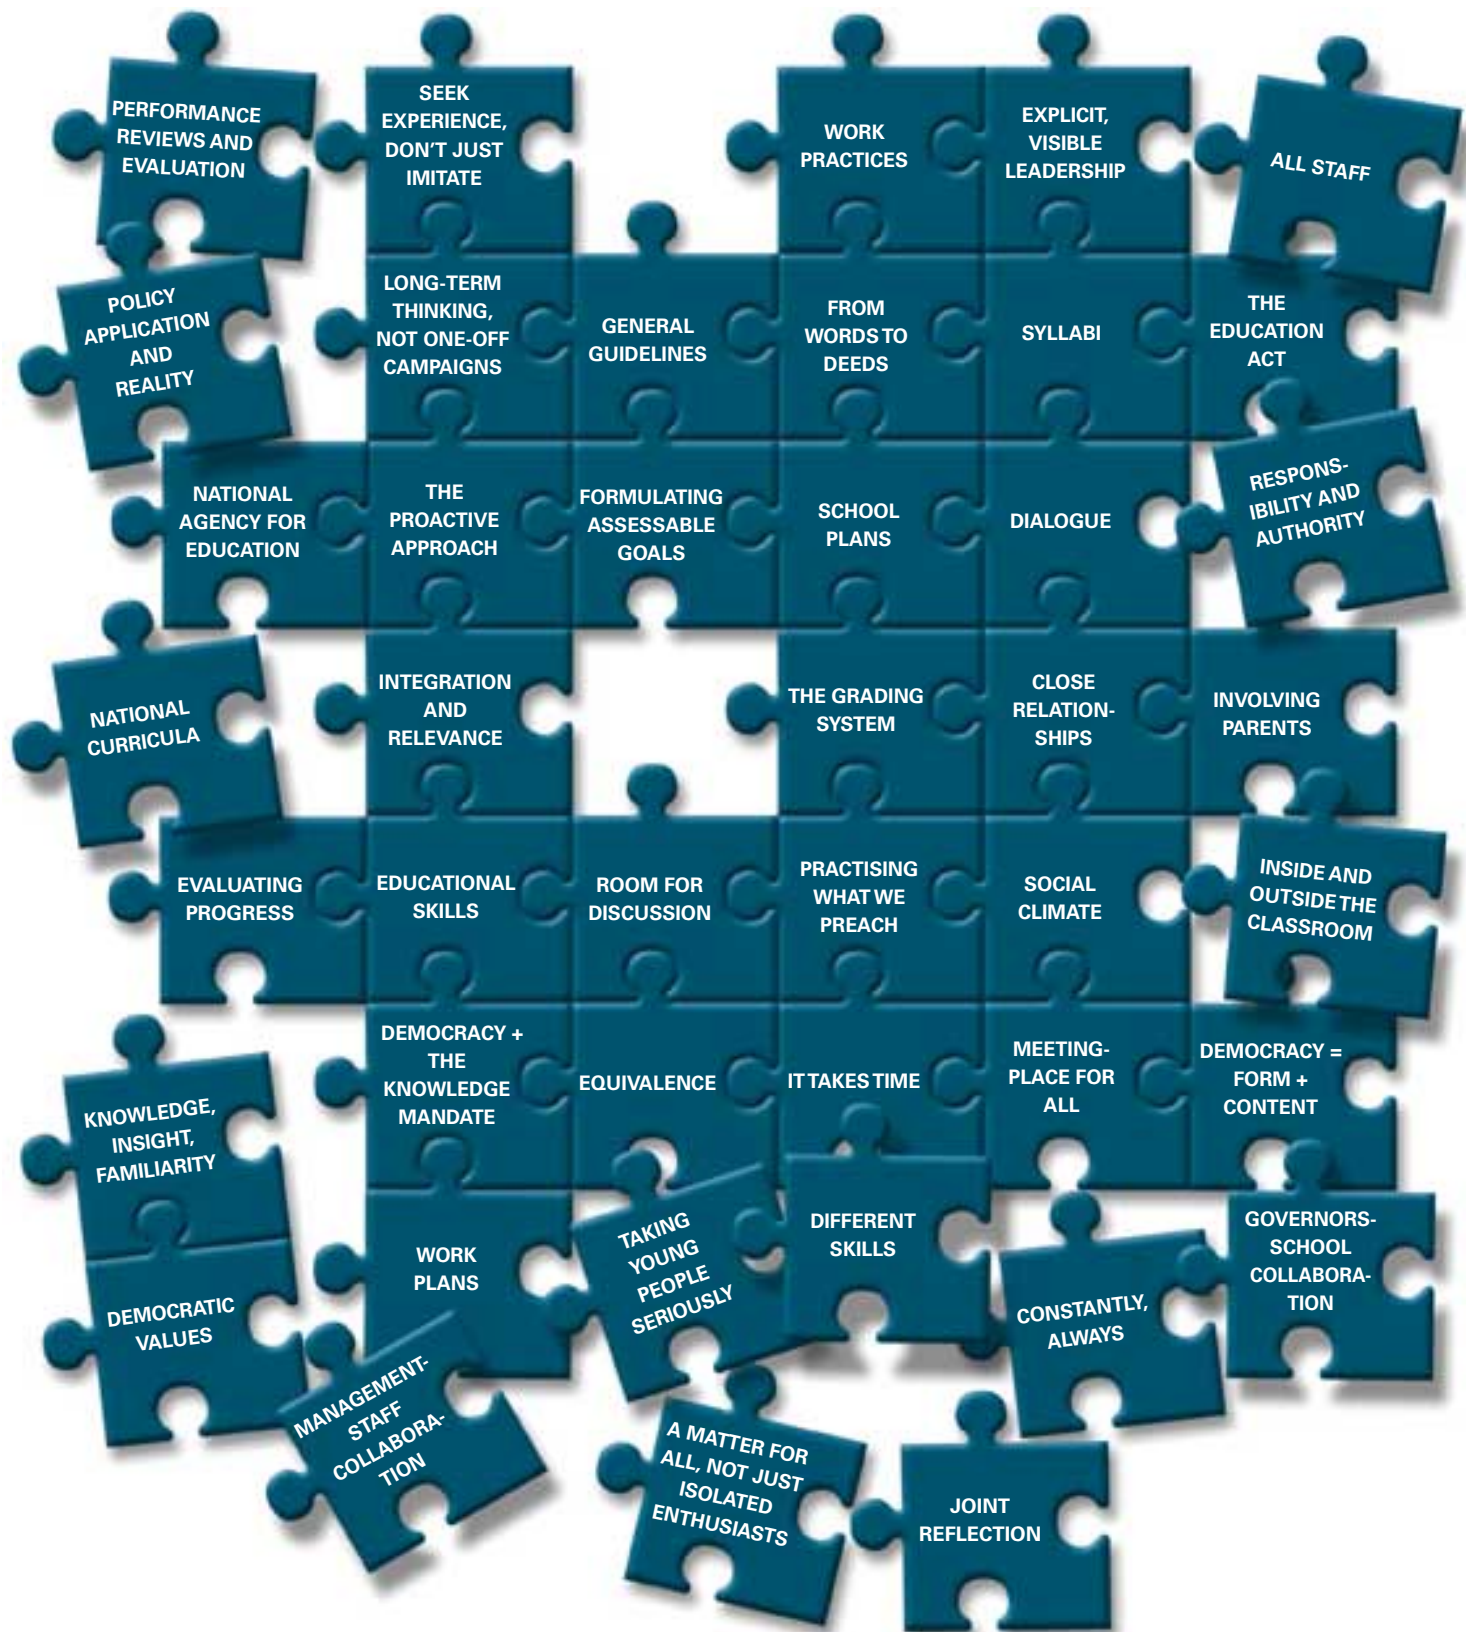 PERFORMANCE
REVIEWS AND
EVALUATION
SEEK
EXPERIENCE,
DON'T JUST
IMITATE
WORK
PRACTICES
EXPLICIT,
VISIBLE
LEADERSHIP
ALL STAFF
POLICY
APPLICATION
AND
REALITY
LONG-TERM
THINKING,
NOT ONE-OFF
CAMPAIGNS
GENERAL
GUIDELINES
FROM
WORDS TO
DEEDS
SYLLABI
THE
EDUCATION
ACT
NATIONAL
AGENCY FOR
EDUCATION
THE
PROACTIVE
APPROACH
FORMULATING
ASSESSABLE
GOALS
SCHOOL
PLANS
DIALOGUE
RESPONS-
IBILITY AND
AUTHORITY
NATIONAL
CURRICULA
INTEGRATION
AND
RELEVANCE
THE GRADING
SYSTEM
CLOSE
RELATION-
SHIPS
INVOLVING
PARENTS
EVALUATING
PROGRESS
EDUCATIONAL
SKILLS
ROOM FOR
DISCUSSION
PRACTISING
WHAT WE
PREACH
SOCIAL
CLIMATE
INSIDE AND
OUTSIDE THE
CLASSROOM
KNOWLEDGE,
INSIGHT,
FAMILIARITY
DEMOCRACY +
THE
KNOWLEDGE
MANDATE
EQUIVALENCE
IT TAKES TIME
MEETING-
PLACE FOR
ALL
DEMOCRACY =
FORM +
CONTENT
DEMOCRATIC
VALUES
WORK
PLANS
TAKING
YOUNG
PEOPLE
SERIOUSLY
DIFFERENT
SKILLS
CONSTANTLY,
ALWAYS
GOVERNORS-
SCHOOL
COLLABORA-
TION
MANAGEMENT-
STAFF
COLLABORA-
TION
A MATTER FOR
ALL, NOT JUST
ISOLATED
ENTHUSIASTS
JOINT
REFLECTION